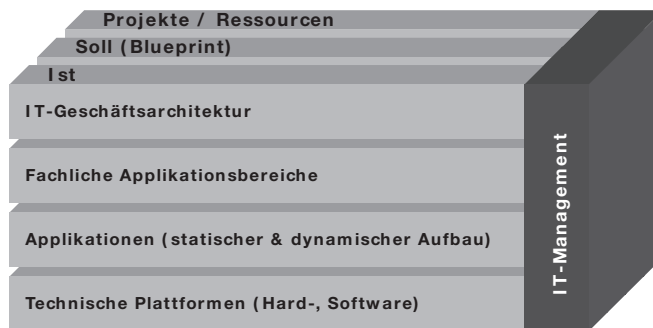 Projekte / Ressourcen
Soll (Blueprint)
Ist
IT-Geschäftsarchitektur
Fachliche Applikationsbereiche
Applikationen (statischer & dynamischer Aufbau)
Technische Plattformen (Hard-, Software)
IT-Management